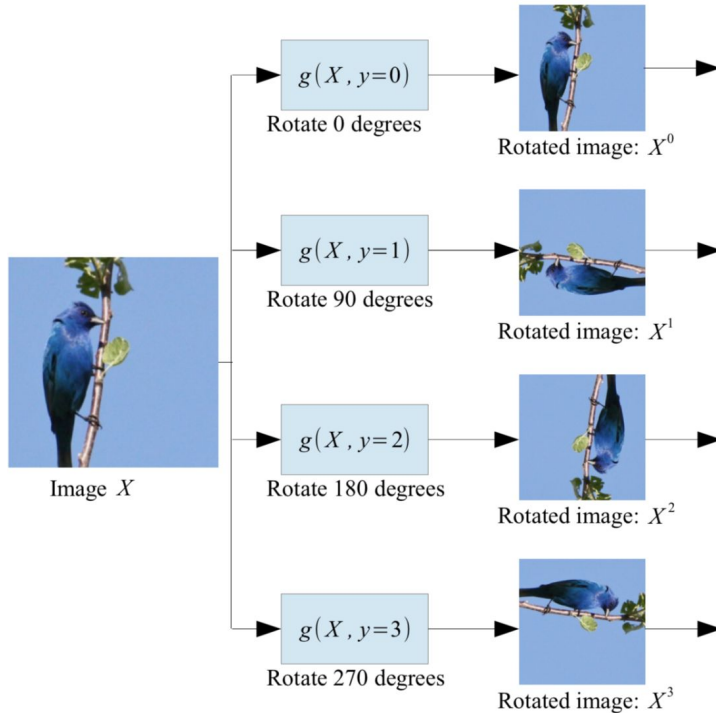 g(X, y=0)
Rotate 0 degrees
Rotated image: X⁰
g(X, y=1)
Rotate 90 degrees
Rotated image: X¹
Image X
g(X, y=2)
Rotate 180 degrees
Rotated image: X²
g(X, y=3)
Rotate 270 degrees
Rotated image: X³